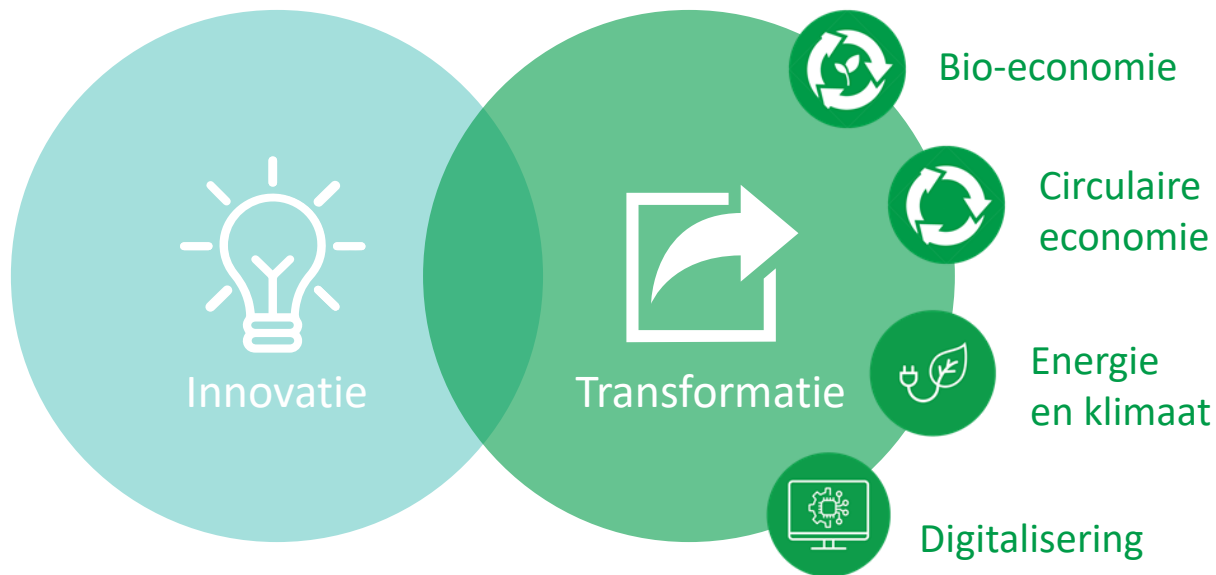 Innovatie
Transformatie
Bio-economie
Circulaire
economie
Energie
en klimaat
Digitalisering